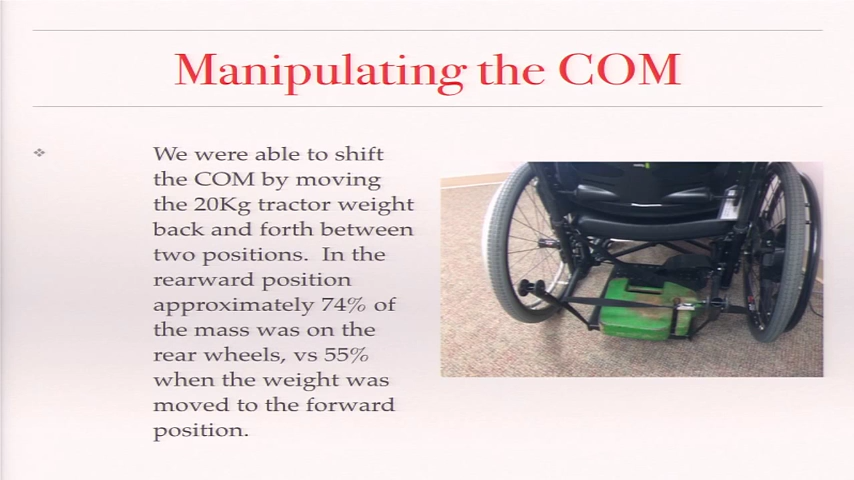 Manipulating the COM
We were able to shift
the COM by moving
the 20Kg tractor weight
back and forth between
two positions.  In the
rearward position
approximately 74% of
the mass was on the
rear wheels, vs 55%
when the weight was
moved to the forward
position.